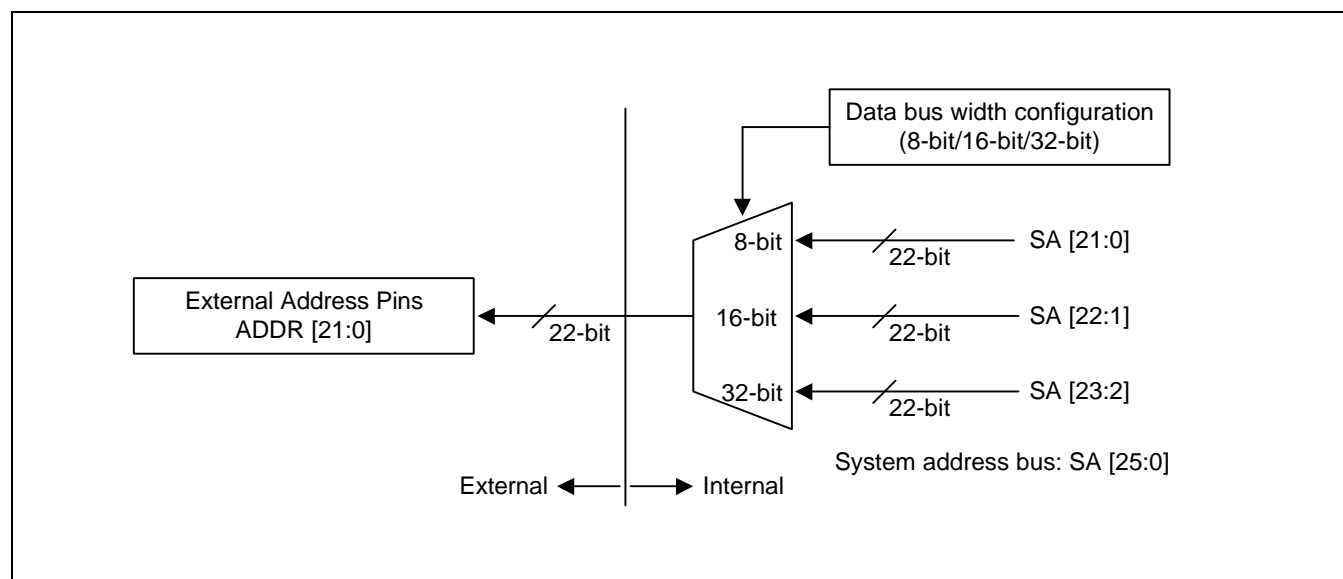 Data bus width configuration
(8-bit/16-bit/32-bit)
8-bit
22-bit
SA [21:0]
External Address Pins
ADDR [21:0]
22-bit
16-bit
22-bit
SA [22:1]
32-bit
22-bit
SA [23:2]
System address bus: SA [25:0]
External
Internal